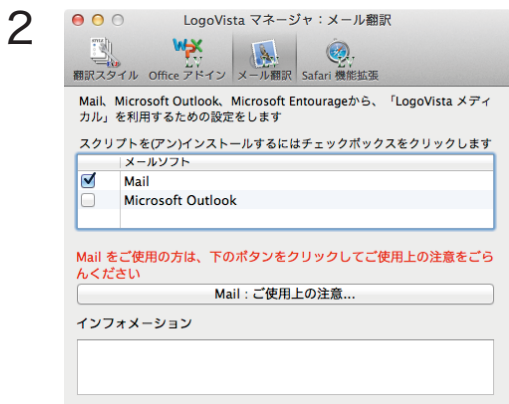 2
LogoVista マネージャ：メール翻訳
翻訳スタイル Office アドイン メール翻訳 Safari 機能拡張
Mail、Microsoft Outlook、Microsoft Entourageから、「LogoVista メディ
カル」を利用するための設定をします
スクリプトを(アン)インストールするにはチェックボックスをクリックします
メールソフト
Mail
Microsoft Outlook
Mail をご使用の方は、下のボタンをクリックしてご使用上の注意をごら
んください
Mail : ご使用上の注意...
インフォメーション